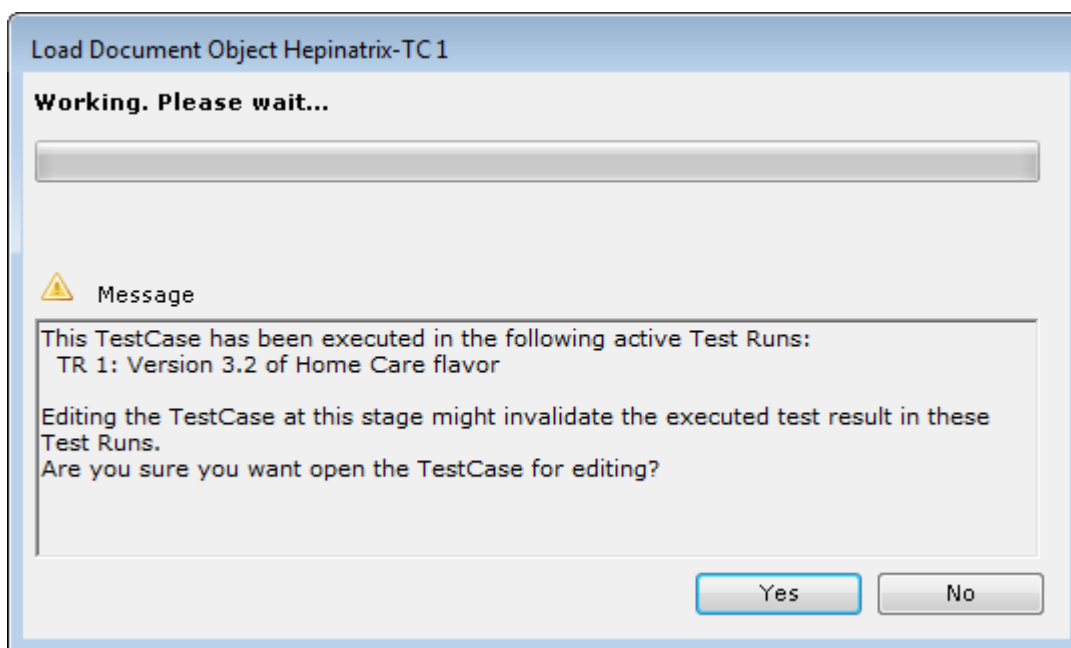 Load Document Object Hepinatrix-TC 1
Working. Please wait...
Message
This TestCase has been executed in the following active Test Runs:
TR 1: Version 3.2 of Home Care flavor
Editing the TestCase at this stage might invalidate the executed test result in these
Test Runs.
Are you sure you want open the TestCase for editing?
Yes No